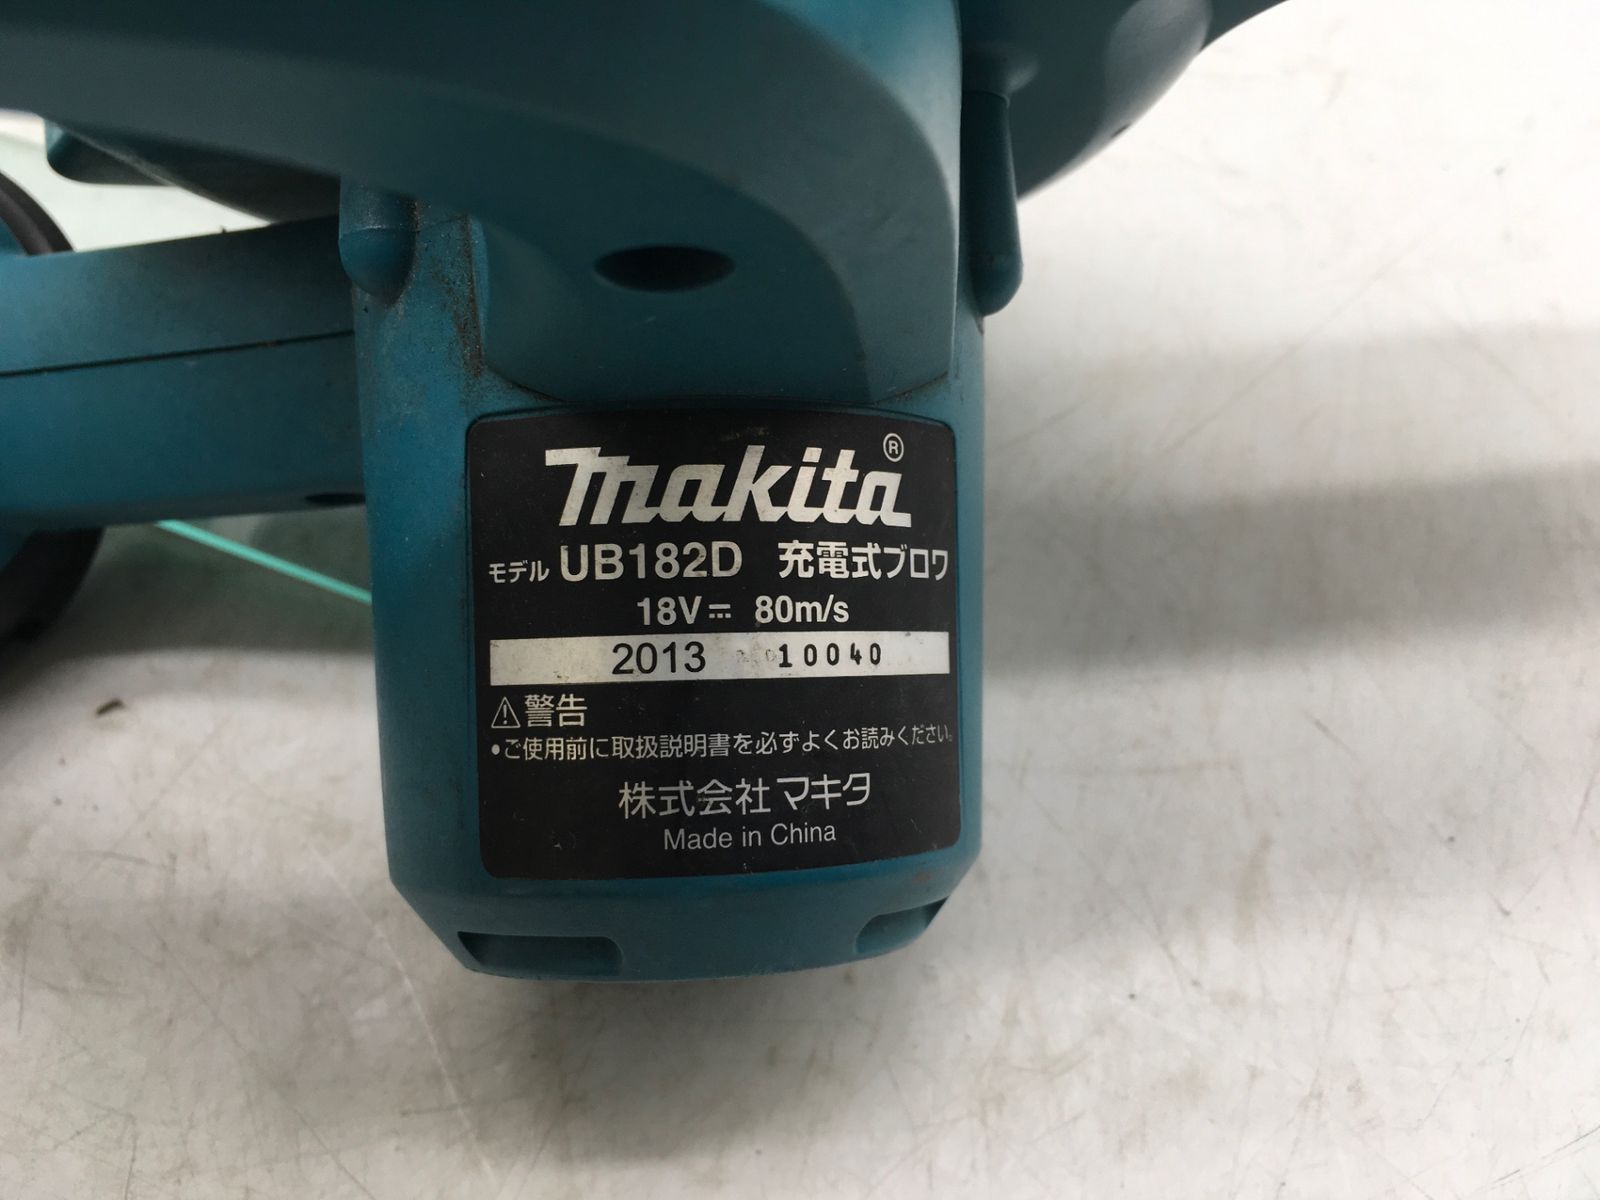 makita®
モデル UB182D 充電式ブロワ
18V⎓ 80m/s
2013 10040
⚠警告
•ご使用前に取扱説明書を必ずよくお読みください。
株式会社マキタ
Made in China